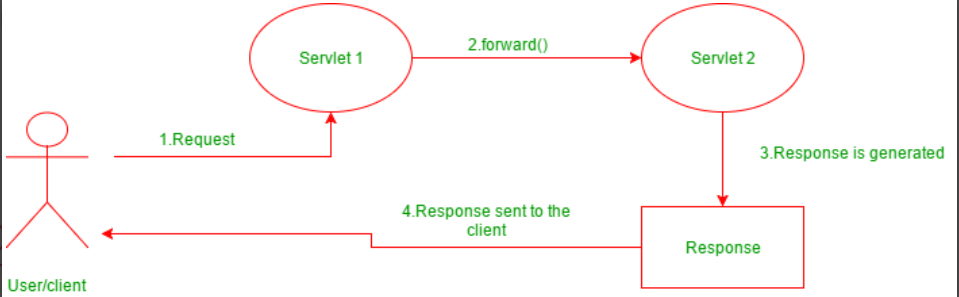 Servlet 1
2.forward()
Servlet 2
1.Request
3.Response is generated
4.Response sent to the
client
Response
User/client